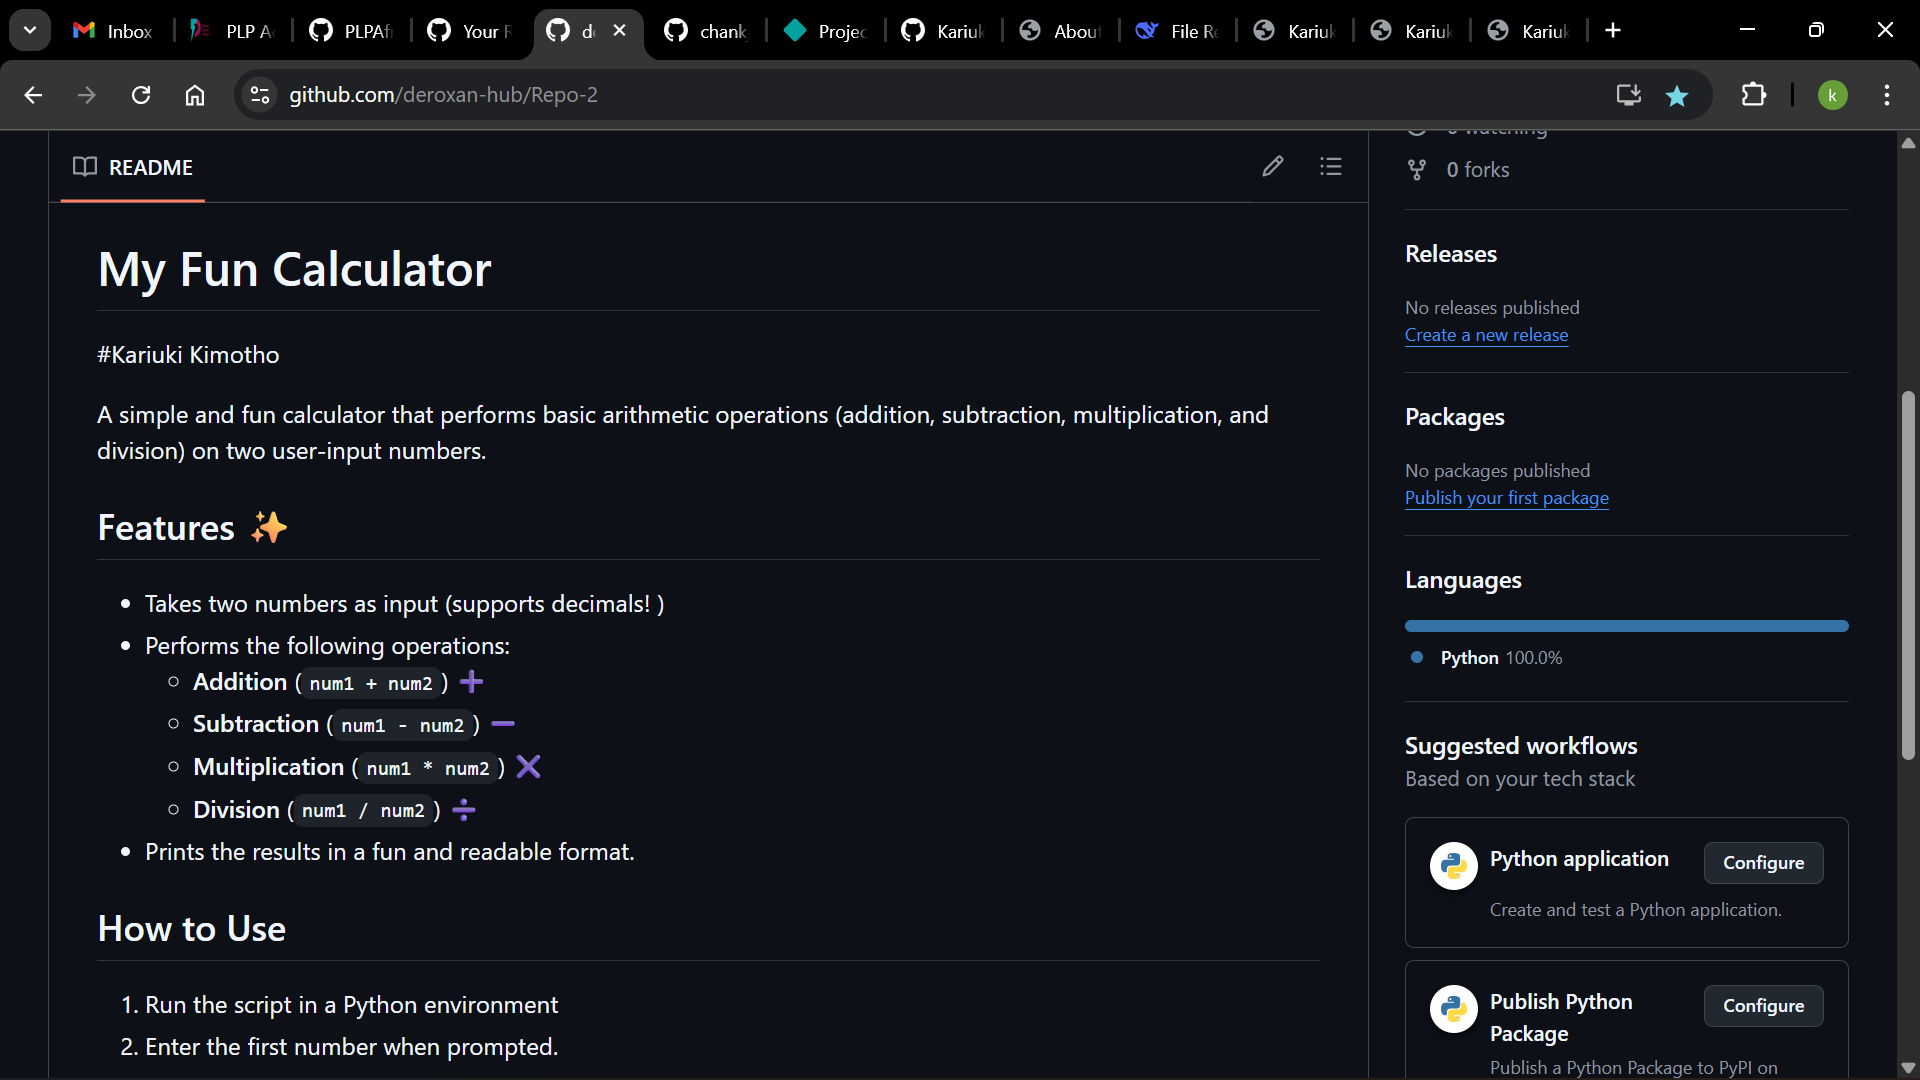 Inbox
PLP A
PLPAf
Your R
d
chank
Projec
Kariuk
Abou
File Re
Kariuk
Kariuk
Kariuk
github.com/deroxan-hub/Repo-2
k
README
My Fun Calculator
#Kariuki Kimotho
A simple and fun calculator that performs basic arithmetic operations (addition, subtraction, multiplication, and
division) on two user-input numbers.
Features ✨
• Takes two numbers as input (supports decimals! )
• Performs the following operations:
◦ Addition ( num1 + num2 ) ➕
◦ Subtraction ( num1 - num2 ) ➖
◦ Multiplication ( num1 * num2 ) ✖
◦ Division ( num1 / num2 ) ➗
• Prints the results in a fun and readable format.
How to Use
1. Run the script in a Python environment
2. Enter the first number when prompted.
0 watching
0 forks
Releases
No releases published
Create a new release
Packages
No packages published
Publish your first package
Languages
Python 100.0%
Suggested workflows
Based on your tech stack
Python application
Configure
Create and test a Python application.
Publish Python
Package
Configure
Publish a Python Package to PyPI on